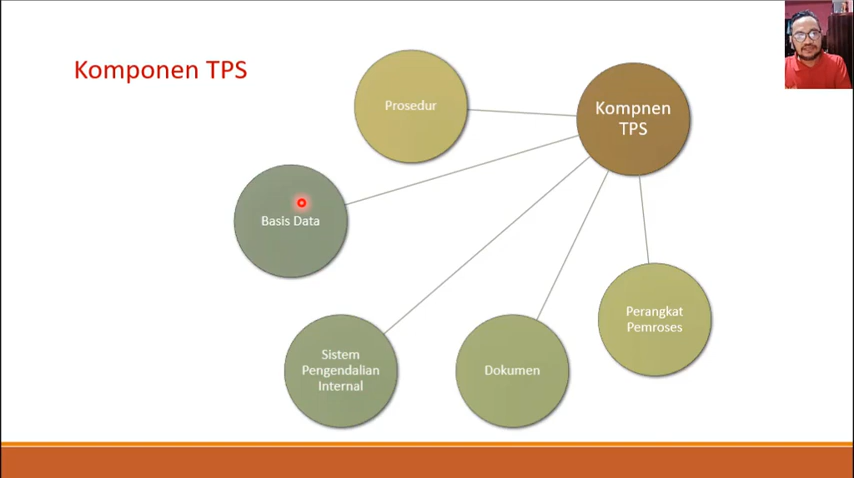 Komponen TPS
Prosedur
Kompnen
TPS
Basis Data
Perangkat
Pemroses
Sistem
Pengendalian
Internal
Dokumen